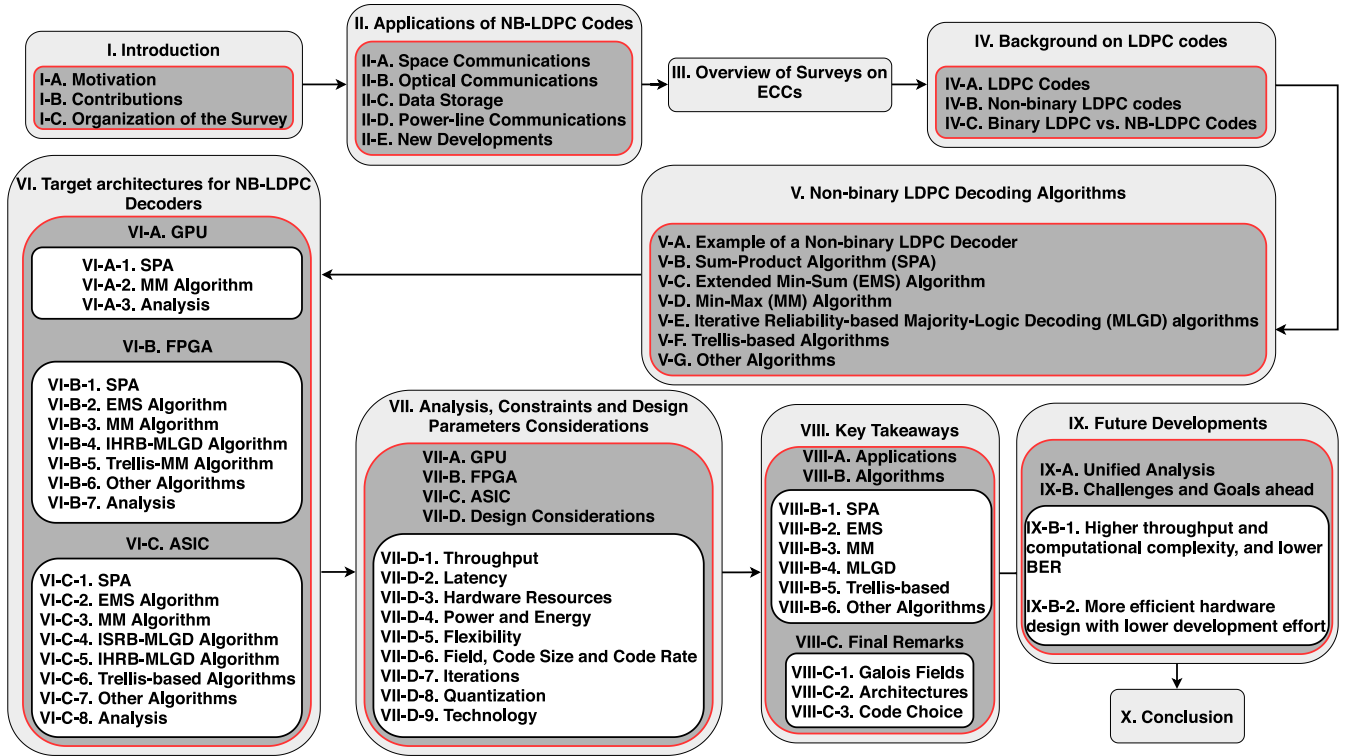 I. Introduction
I-A. Motivation
I-B. Contributions
I-C. Organization of the Survey
II. Applications of NB-LDPC Codes
II-A. Space Communications
II-B. Optical Communications
II-C. Data Storage
II-D. Power-line Communications
II-E. New Developments
III. Overview of Surveys on
ECCs
IV. Background on LDPC codes
IV-A. LDPC Codes
IV-B. Non-binary LDPC codes
IV-C. Binary LDPC vs. NB-LDPC Codes
V. Non-binary LDPC Decoding Algorithms
V-A. Example of a Non-binary LDPC Decoder
V-B. Sum-Product Algorithm (SPA)
V-C. Extended Min-Sum (EMS) Algorithm
V-D. Min-Max (MM) Algorithm
V-E. Iterative Reliability-based Majority-Logic Decoding (MLGD) algorithms
V-F. Trellis-based Algorithms
V-G. Other Algorithms
VI. Target architectures for NB-LDPC
Decoders
VI-A. GPU
VI-A-1. SPA
VI-A-2. MM Algorithm
VI-A-3. Analysis
VI-B. FPGA
VI-B-1. SPA
VI-B-2. EMS Algorithm
VI-B-3. MM Algorithm
VI-B-4. IHRB-MLGD Algorithm
VI-B-5. Trellis-MM Algorithm
VI-B-6. Other Algorithms
VI-B-7. Analysis
VI-C. ASIC
VI-C-1. SPA
VI-C-2. EMS Algorithm
VI-C-3. MM Algorithm
VI-C-4. ISRB-MLGD Algorithm
VI-C-5. IHRB-MLGD Algorithm
VI-C-6. Trellis-based Algorithms
VI-C-7. Other Algorithms
VI-C-8. Analysis
VII. Analysis, Constraints and Design
Parameters Considerations
VII-A. GPU
VII-B. FPGA
VII-C. ASIC
VII-D. Design Considerations
VII-D-1. Throughput
VII-D-2. Latency
VII-D-3. Hardware Resources
VII-D-4. Power and Energy
VII-D-5. Flexibility
VII-D-6. Field, Code Size and Code Rate
VII-D-7. Iterations
VII-D-8. Quantization
VII-D-9. Technology
VIII. Key Takeaways
VIII-A. Applications
VIII-B. Algorithms
VIII-B-1. SPA
VIII-B-2. EMS
VIII-B-3. MM
VIII-B-4. MLGD
VIII-B-5. Trellis-based
VIII-B-6. Other Algorithms
VIII-C. Final Remarks
VIII-C-1. Galois Fields
VIII-C-2. Architectures
VIII-C-3. Code Choice
IX. Future Developments
IX-A. Unified Analysis
IX-B. Challenges and Goals ahead
IX-B-1. Higher throughput and
computational complexity, and lower
BER
IX-B-2. More efficient hardware
design with lower development effort
X. Conclusion